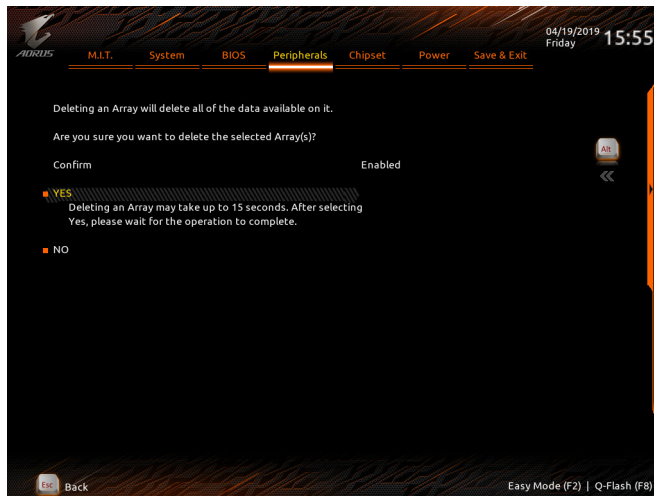 04/19/2019
Friday
15:55
AORUS
M.I.T. System BIOS Peripherals Chipset Power Save & Exit
Deleting an Array will delete all of the data available on it.
Are you sure you want to delete the selected Array(s)?
Confirm Enabled
Alt
YES
Deleting an Array may take up to 15 seconds. After selecting
Yes, please wait for the operation to complete.
NO
Esc Back
Easy Mode (F2) | Q-Flash (F8)